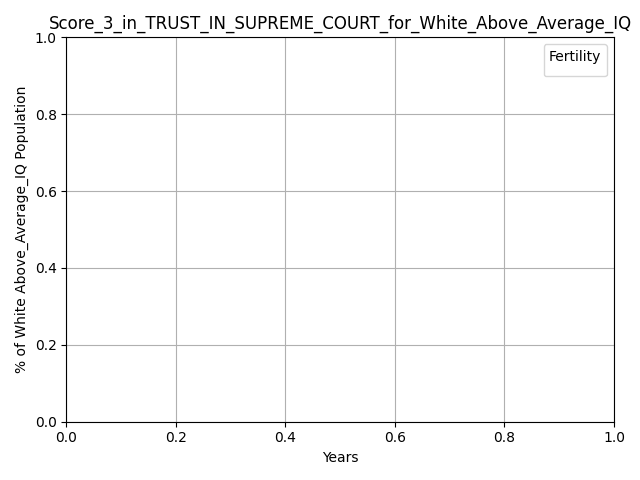 Score_3_in_TRUST_IN_SUPREME_COURT_for_White_Above_Average_IQ
Fertility
% of White Above_Average_IQ Population
1.0
0.8
0.6
0.4
0.2
0.0
0.0 0.2 0.4 0.6 0.8 1.0
Years